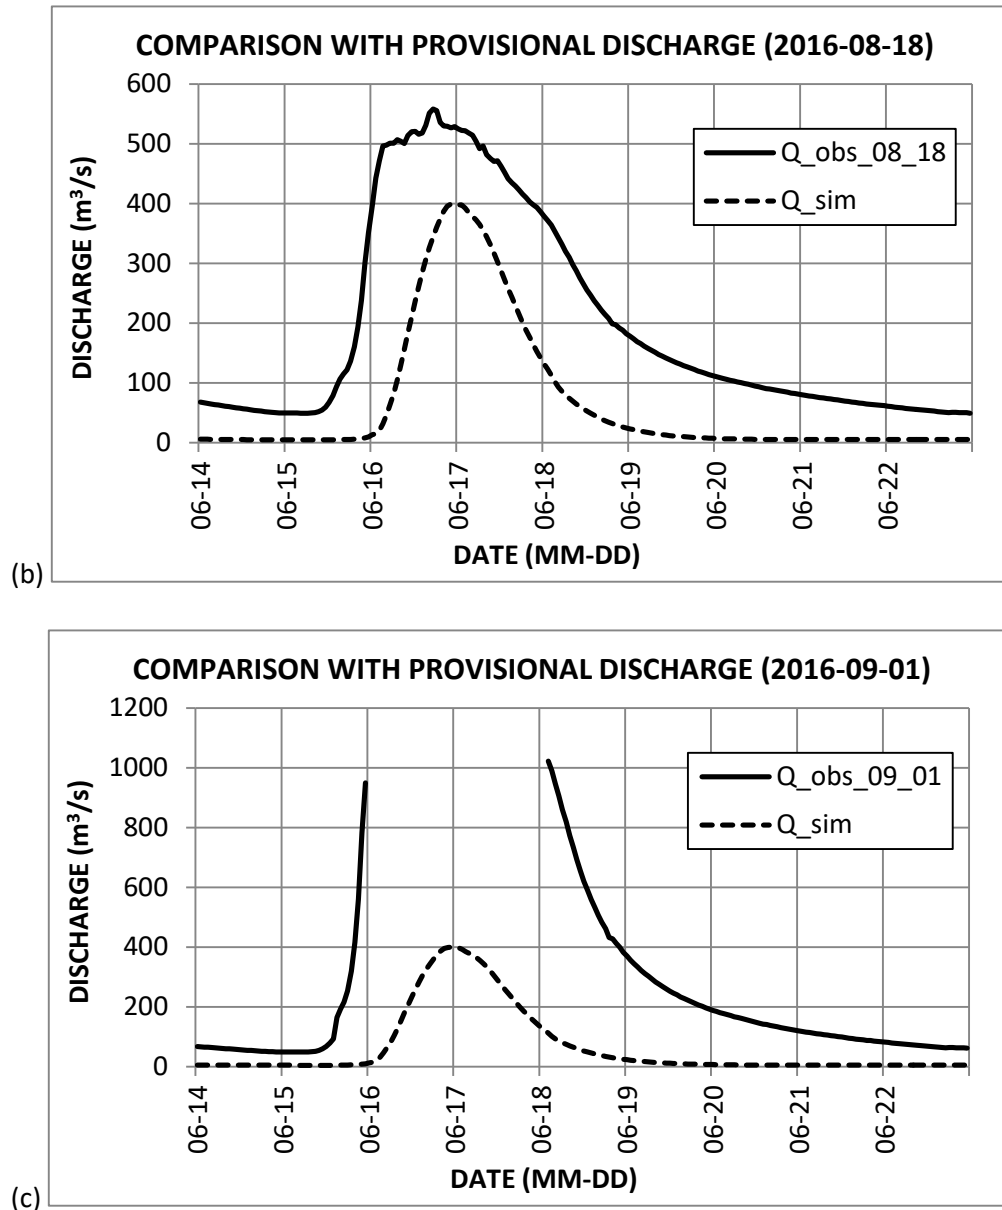 COMPARISON WITH PROVISIONAL DISCHARGE (2016-08-18)
600
500
400
300
200
100
0
DISCHARGE (m³/s)
Q_obs_08_18
Q_sim
06-14
06-15
06-16
06-17
06-18
06-19
06-20
06-21
06-22
DATE (MM-DD)
(b)
COMPARISON WITH PROVISIONAL DISCHARGE (2016-09-01)
1200
1000
800
600
400
200
0
DISCHARGE (m³/s)
Q_obs_09_01
Q_sim
06-14
06-15
06-16
06-17
06-18
06-19
06-20
06-21
06-22
DATE (MM-DD)
(c)